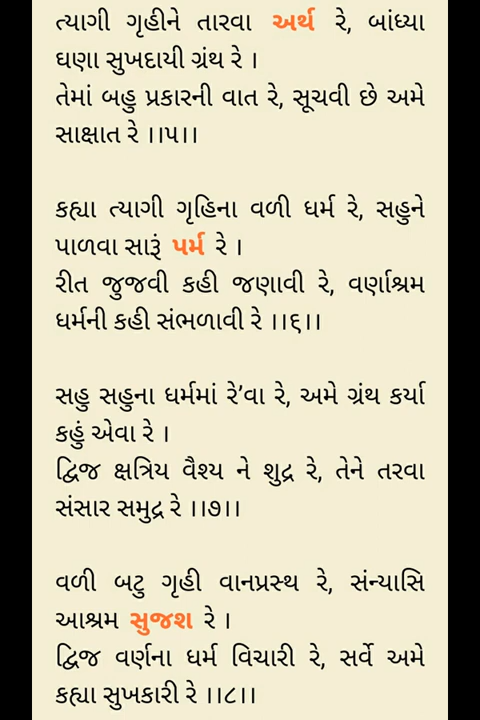 ત્યાગી ગૃહીને તારવા અર્થ રે, બાંધ્યા
ઘણા સુખદાયી ગ્રંથ રે ।
તેમાં બહુ પ્રકારની વાત રે, સૂચવી છે અમે
સાક્ષાત રે ।।૫।।
કહ્યા ત્યાગી ગૃહિના વળી ધર્મ રે, સહુને
પાળવા સારૂં પર્મ રે ।
રીત જુજવી કહી જણાવી રે, વર્ણાશ્રમ
ધર્મની કહી સંભળાવી રે ।।૬।।
સહુ સહુના ધર્મમાં રે’વા રે, અમે ગ્રંથ કર્યા
કહું એવા રે ।
દ્વિજ ક્ષત્રિય વૈશ્ય ને શુદ્ર રે, તેને તરવા
સંસાર સમુદ્ર રે ।।૭।।
વળી બટુ ગૃહી વાનપ્રસ્થ રે, સંન્યાસિ
આશ્રમ સુજશ રે ।
દ્વિજ વર્ણના ધર્મ વિચારી રે, સર્વે અમે
કહ્યા સુખકારી રે ।।૮।।